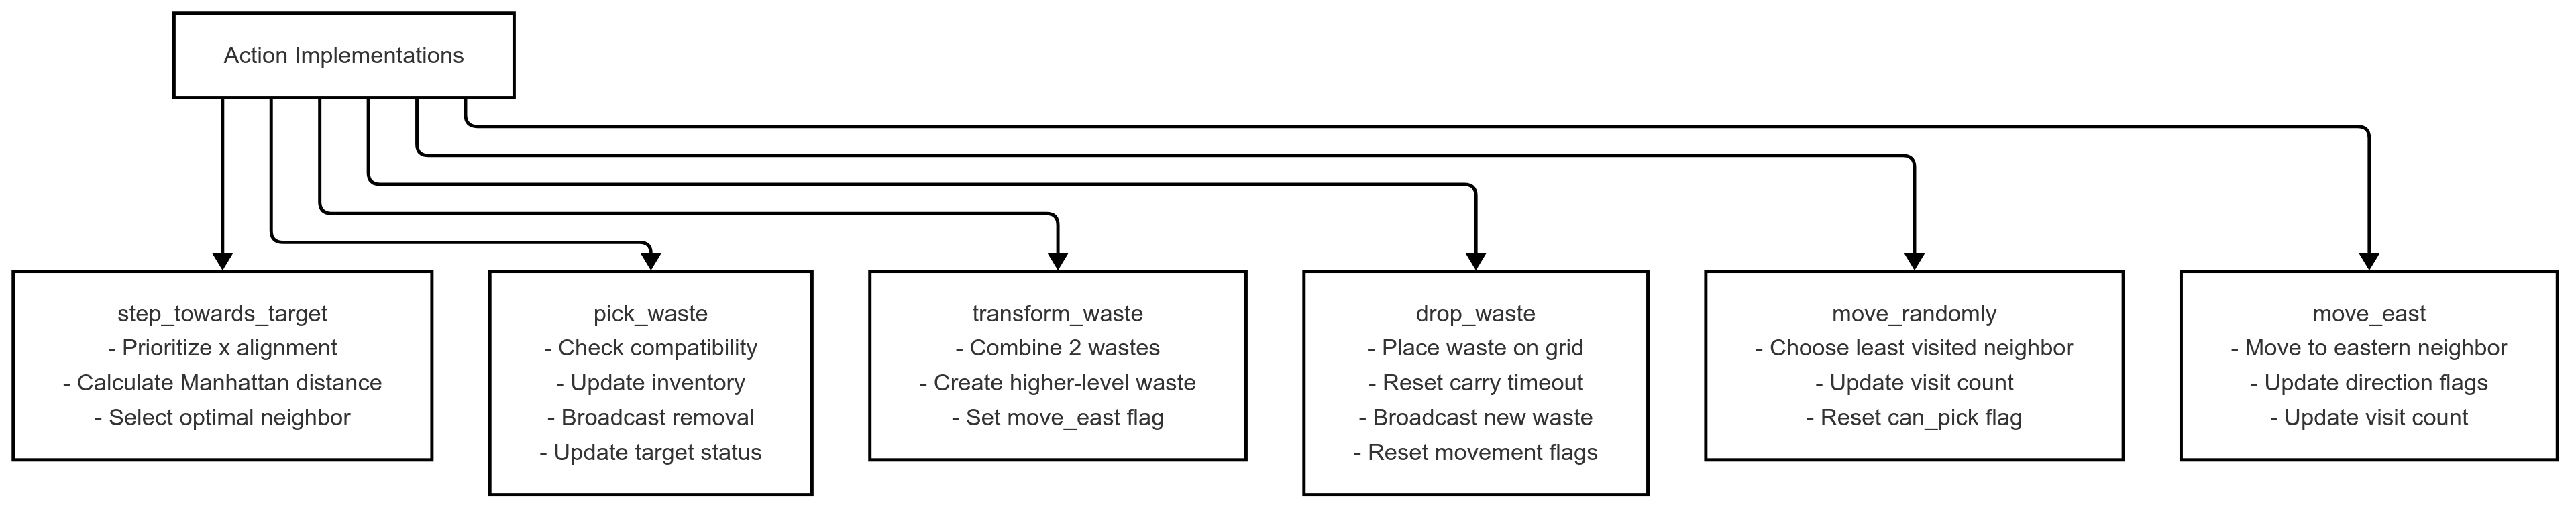 Action Implementations
step_towards_target
- Prioritize x alignment
- Calculate Manhattan distance
- Select optimal neighbor
pick_waste
- Check compatibility
- Update inventory
- Broadcast removal
- Update target status
transform_waste
- Combine 2 wastes
- Create higher-level waste
- Set move_east flag
drop_waste
- Place waste on grid
- Reset carry timeout
- Broadcast new waste
- Reset movement flags
move_randomly
- Choose least visited neighbor
- Update visit count
- Reset can_pick flag
move_east
- Move to eastern neighbor
- Update direction flags
- Update visit count